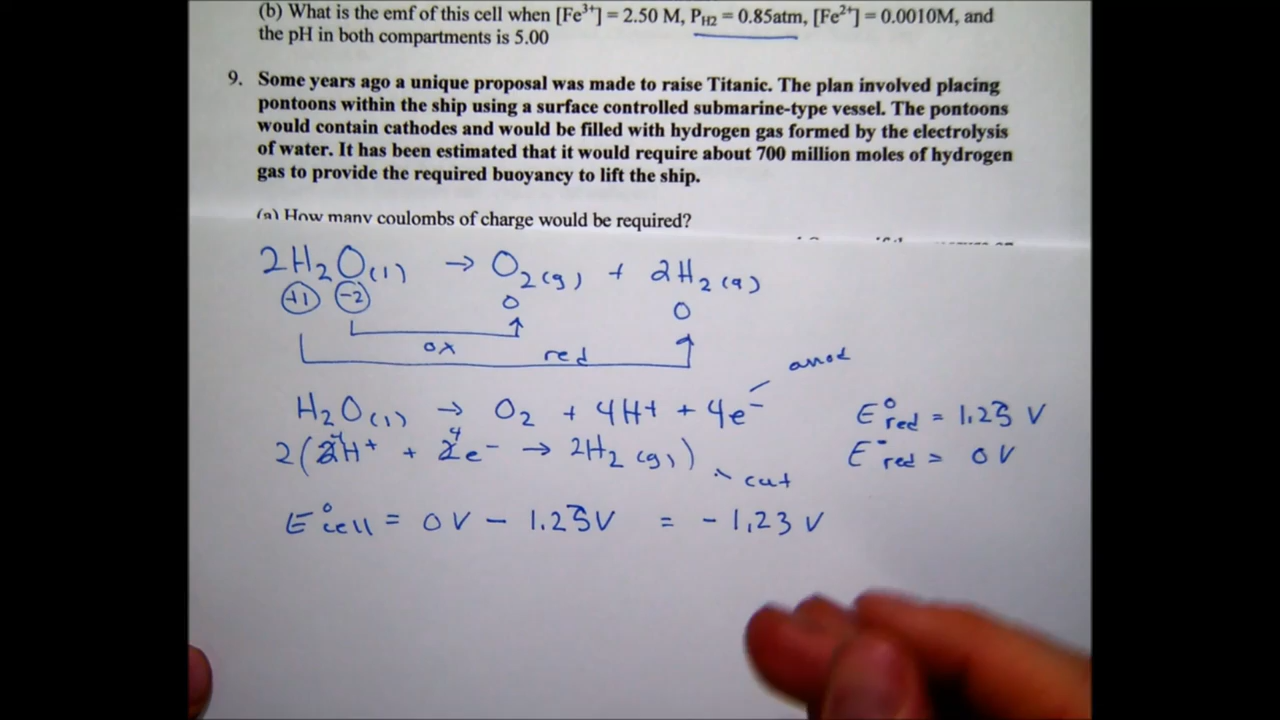 (b) What is the emf of this cell when [Fe³⁺] = 2.50 M, P_H2 = 0.85atm, [Fe²⁺] = 0.0010M, and
the pH in both compartments is 5.00
9. Some years ago a unique proposal was made to raise Titanic. The plan involved placing
pontoons within the ship using a surface controlled submarine-type vessel. The pontoons
would contain cathodes and would be filled with hydrogen gas formed by the electrolysis
of water. It has been estimated that it would require about 700 million moles of hydrogen
gas to provide the required buoyancy to lift the ship.
(a) How many coulombs of charge would be required?
2H₂O(l) → O₂(g) + 2H₂(g)
+1 -2 0 0
ox red
anod
H₂O(l) → O₂ + 4H⁺ + 4e⁻ E°red = 1.23 V
2(4H⁺ + 4e⁻ → 2H₂(g)) E°red = 0V
cat
E°cell = 0V - 1.23V = -1.23 V